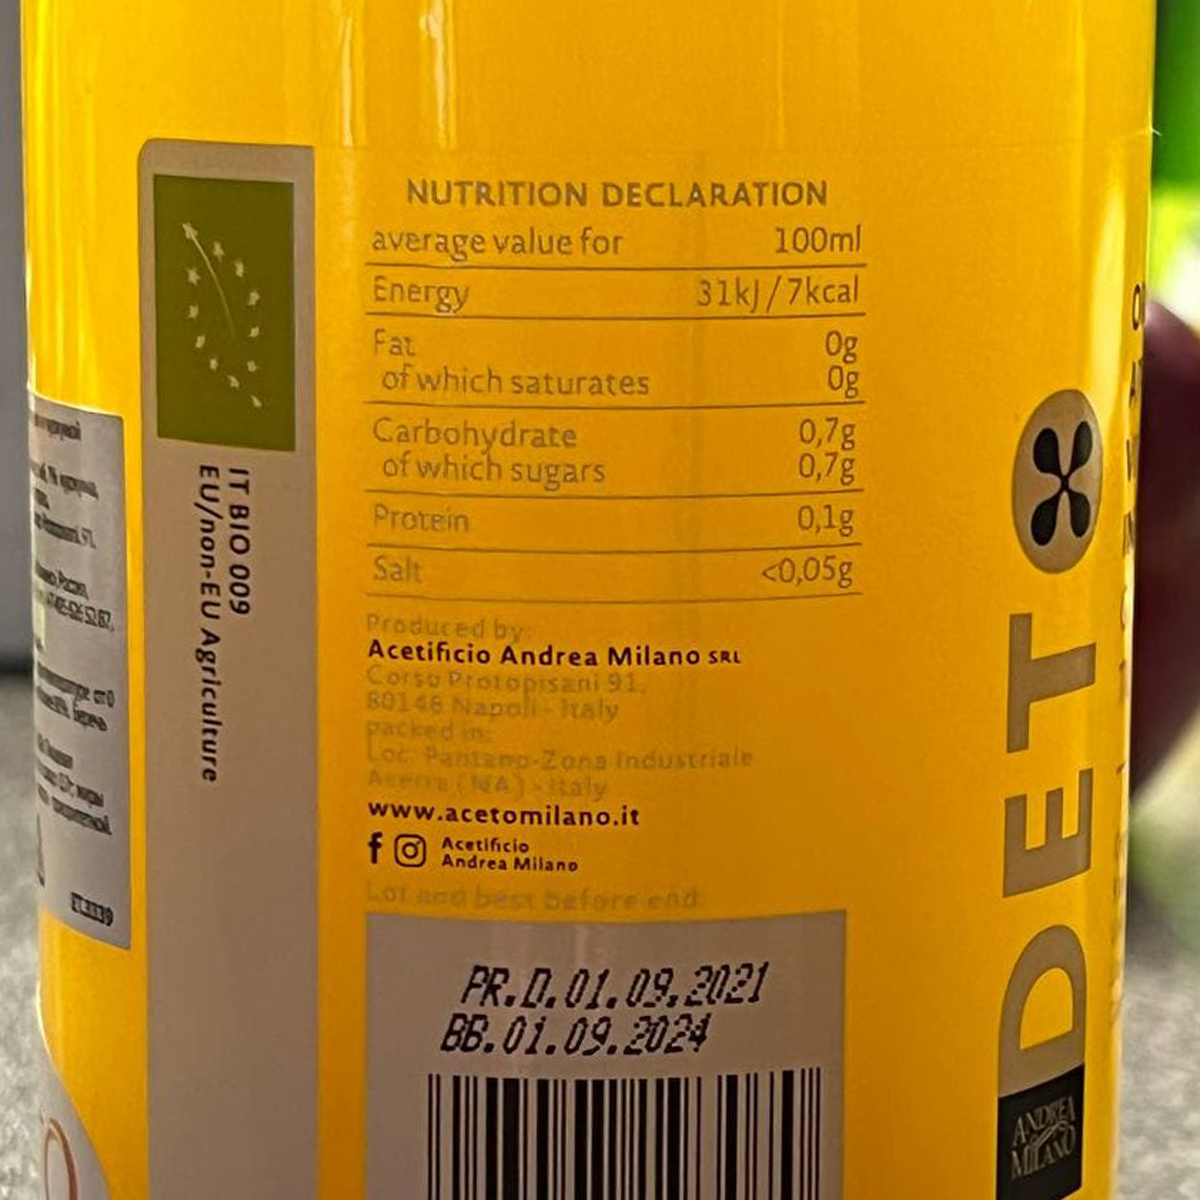 NUTRITION DECLARATION
average value for 100ml
Energy 31kJ/7kcal
Fat 0g
of which saturates 0g
Carbohydrate 0,7g
of which sugars 0,7g
Protein 0,1g
Salt <0,05g
Produced by:
Acetificio Andrea Milano SRL
Corso Protopisani 91,
80146 Napoli - Italy
packed in:
Loc. Pantano-Zona Industriale
Acerra (NA) - Italy
www.acetomilano.it
Acetificio
Andrea Milano
Lot and best before end:
PR.D.01.09.2021
BB.01.09.2024
IT BIO 009
EU/non-EU Agriculture
DETO
ANDREA
MILANO